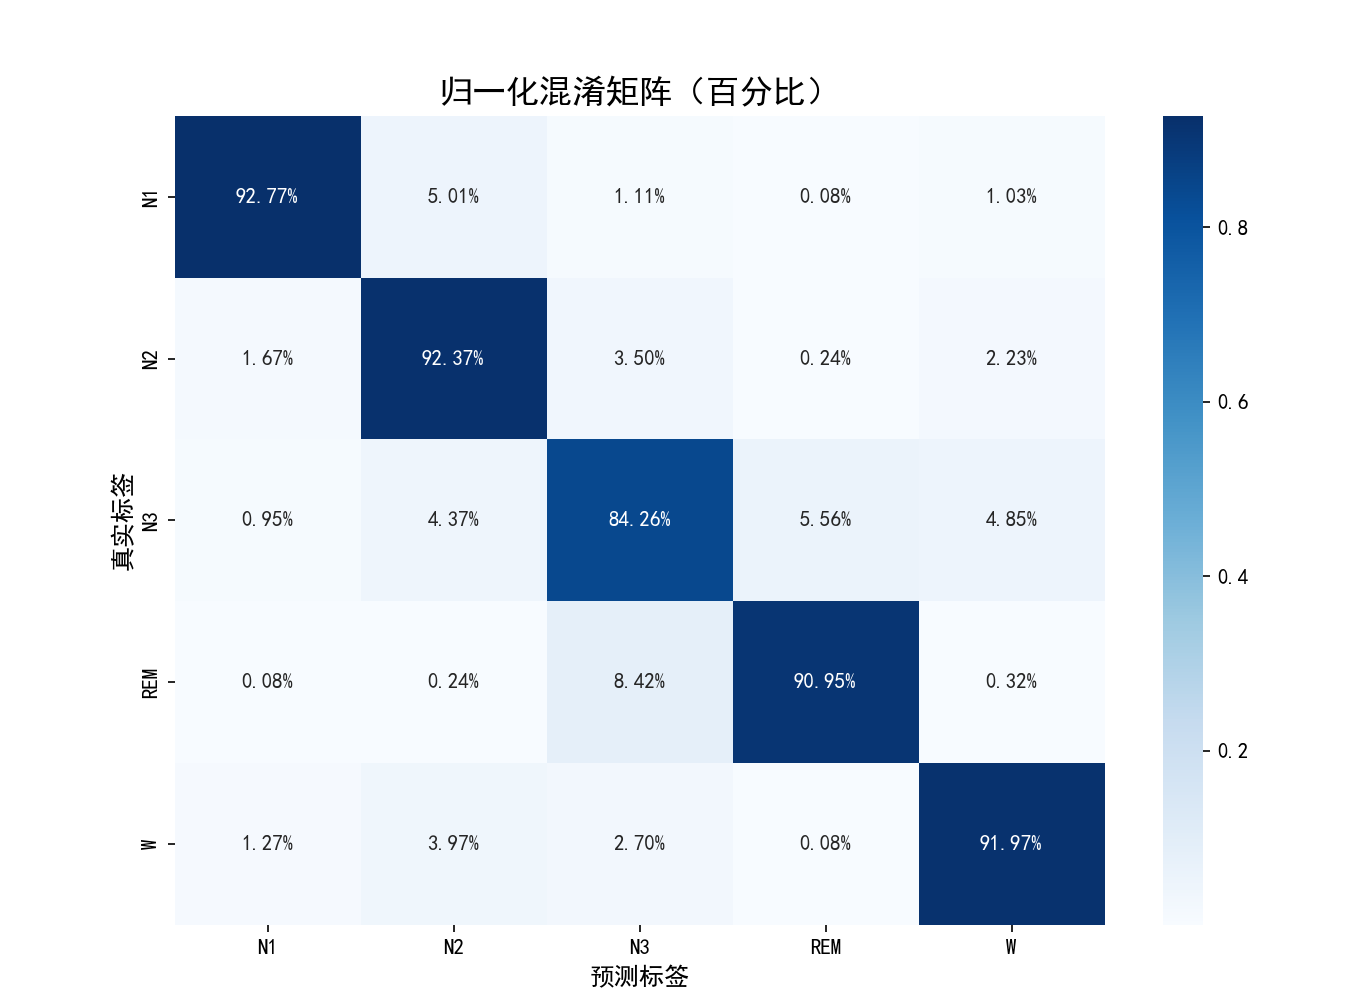 归一化混淆矩阵（百分比）
真实标签
N1 92.77% 5.01% 1.11% 0.08% 1.03%
N2 1.67% 92.37% 3.50% 0.24% 2.23%
N3 0.95% 4.37% 84.26% 5.56% 4.85%
REM 0.08% 0.24% 8.42% 90.95% 0.32%
W 1.27% 3.97% 2.70% 0.08% 91.97%
N1 N2 N3 REM W
预测标签
0.8
0.6
0.4
0.2